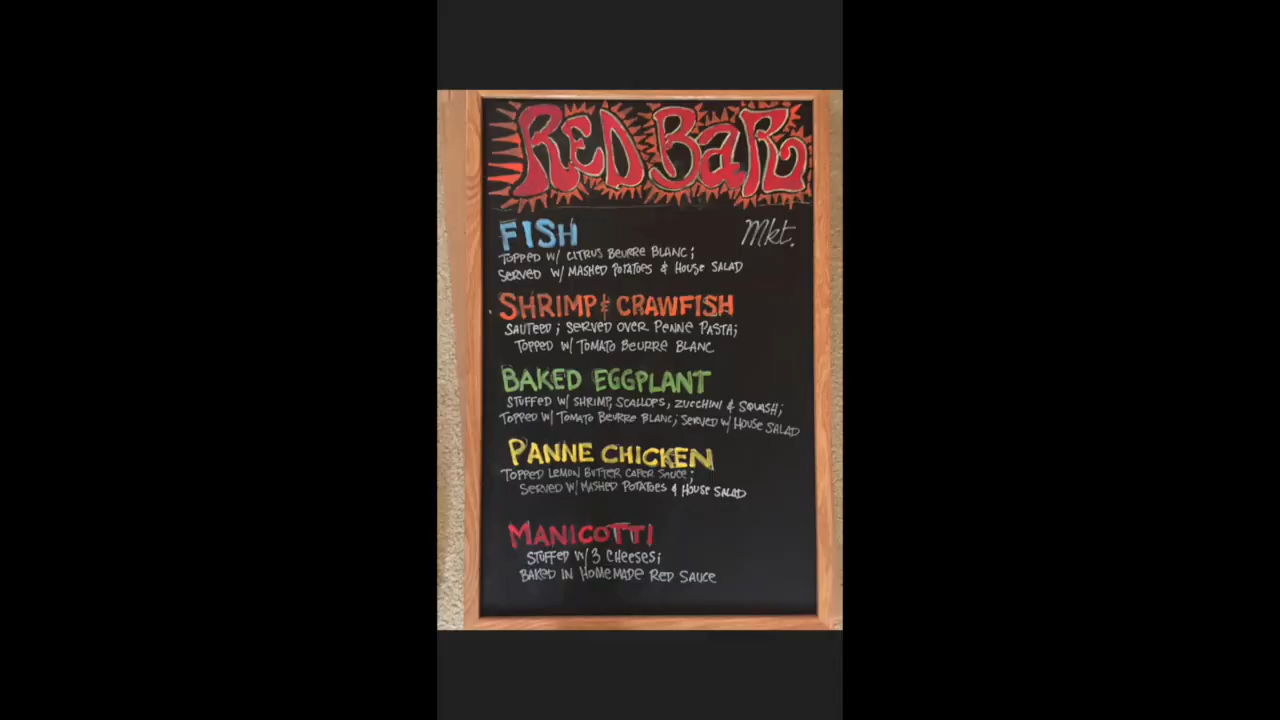 RED BAR
FISH Mkt.
TOPPED W/ CITRUS BEURRE BLANC;
SERVED W/ MASHED POTATOES & HOUSE SALAD
SHRIMP & CRAWFISH
SAUTEED; SERVED OVER PENNE PASTA;
TOPPED W/ TOMATO BEURRE BLANC
BAKED EGGPLANT
STUFFED W/ SHRIMP, SCALLOPS, ZUCCHINI & SQUASH;
TOPPED W/ TOMATO BEURRE BLANC; SERVED W/ HOUSE SALAD
PANNE CHICKEN
TOPPED LEMON BUTTER CAPER SAUCE;
SERVED W/ MASHED POTATOES & HOUSE SALAD
MANICOTTI
STUFFED W/ 3 CHEESES;
BAKED IN HOMEMADE RED SAUCE